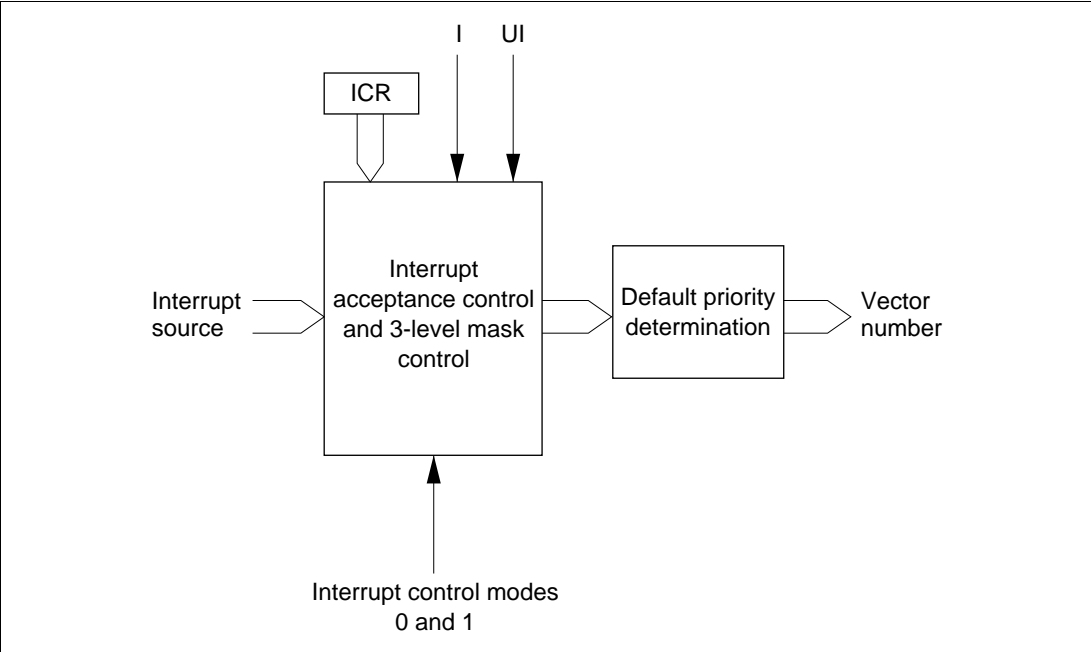 I UI
ICR
Interrupt
acceptance control
and 3-level mask
control
Interrupt
source
Default priority
determination
Vector
number
Interrupt control modes
0 and 1